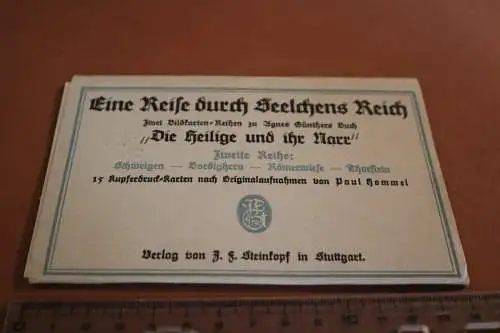 Eine Reise durch Seelchens Reich
Zwei Bildkarten-Reihen zu Agnes Günthers Buch
„Die Heilige und ihr Narr"
Zweite Reihe:
Schweigen — Bordighera — Römerwiese — Thorstein
15 Kupferdruck-Karten nach Originalaufnahmen von Paul Hommel
Verlag von J. F. Steinkopf in Stuttgart.